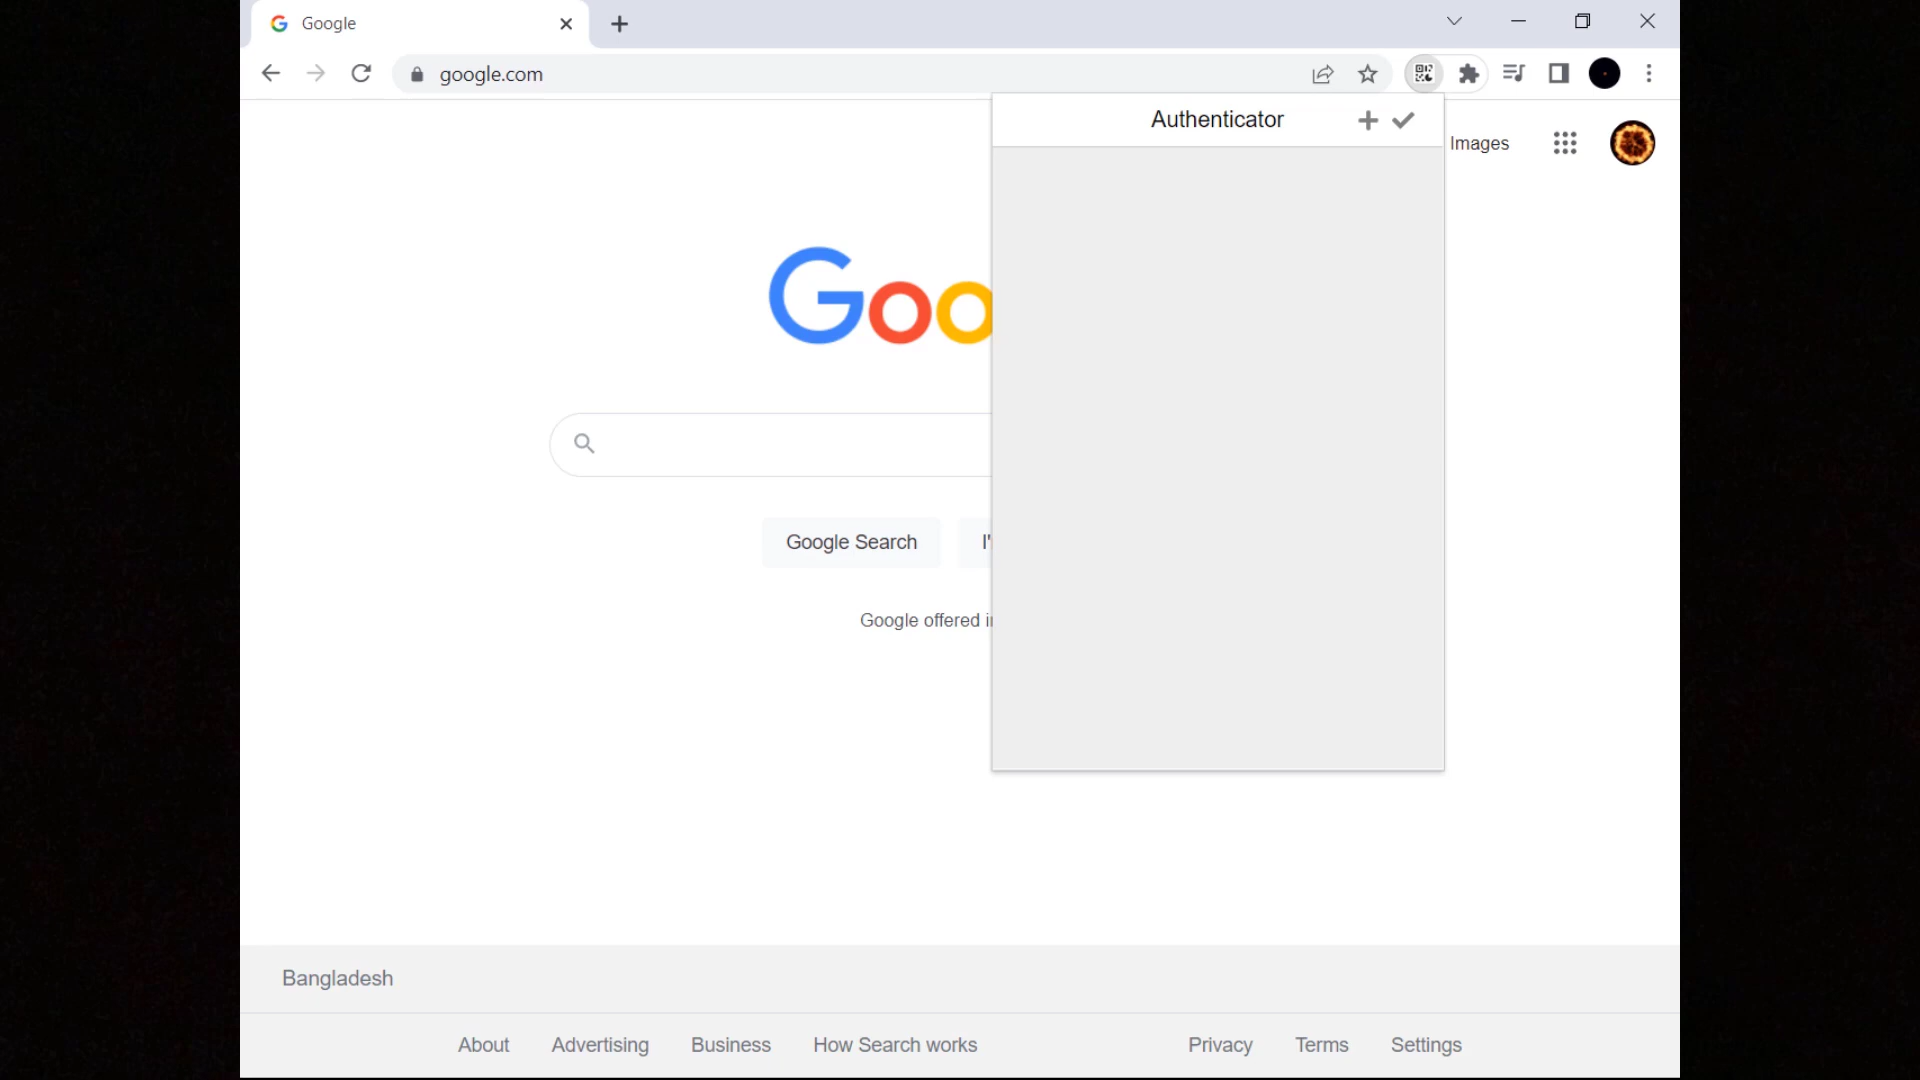 Google
google.com
Authenticator
Images
Goo
Google Search
I'
Google offered in
Bangladesh
About Advertising Business How Search works Privacy Terms Settings